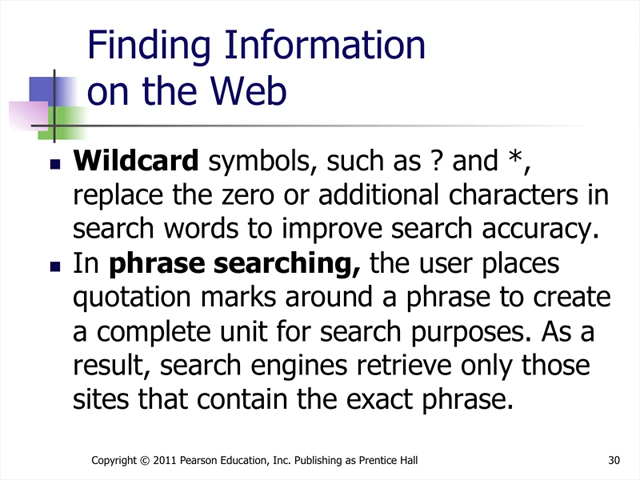 Finding Information
on the Web
Wildcard symbols, such as ? and *,
replace the zero or additional characters in
search words to improve search accuracy.
In phrase searching, the user places
quotation marks around a phrase to create
a complete unit for search purposes. As a
result, search engines retrieve only those
sites that contain the exact phrase.
Copyright © 2011 Pearson Education, Inc. Publishing as Prentice Hall
30